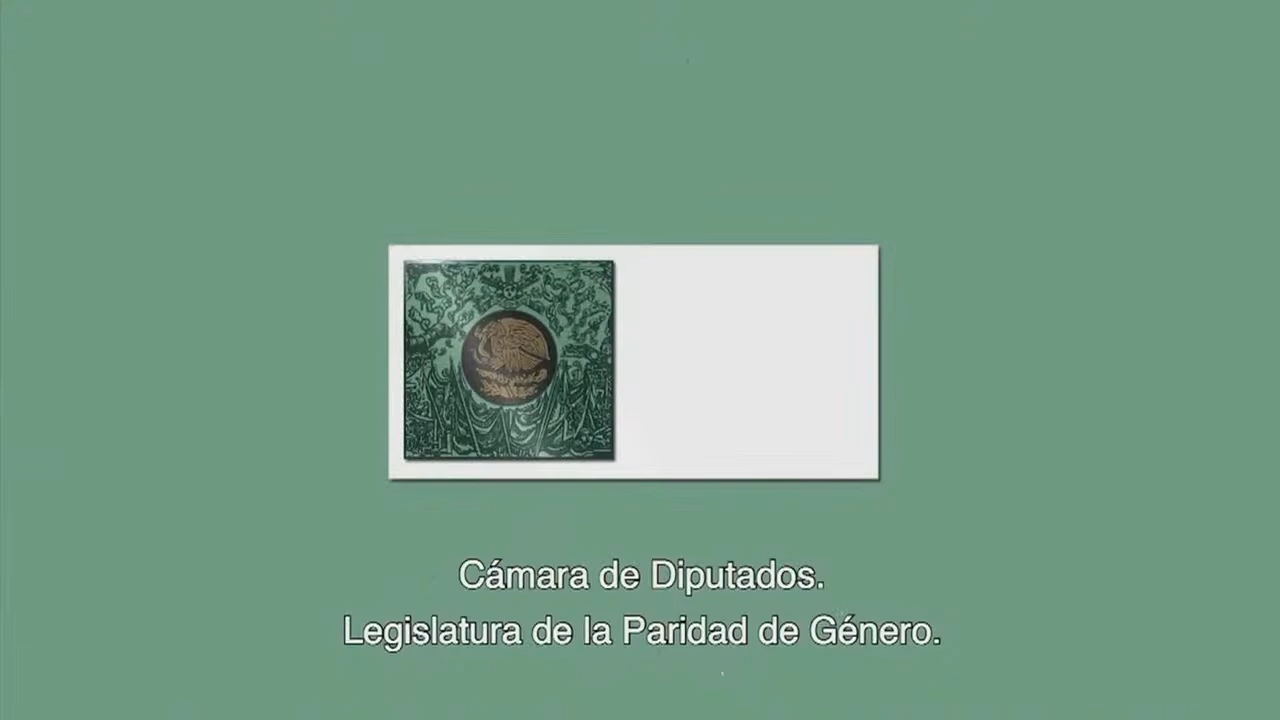 Cámara de Diputados.
Legislatura de la Paridad de Género.